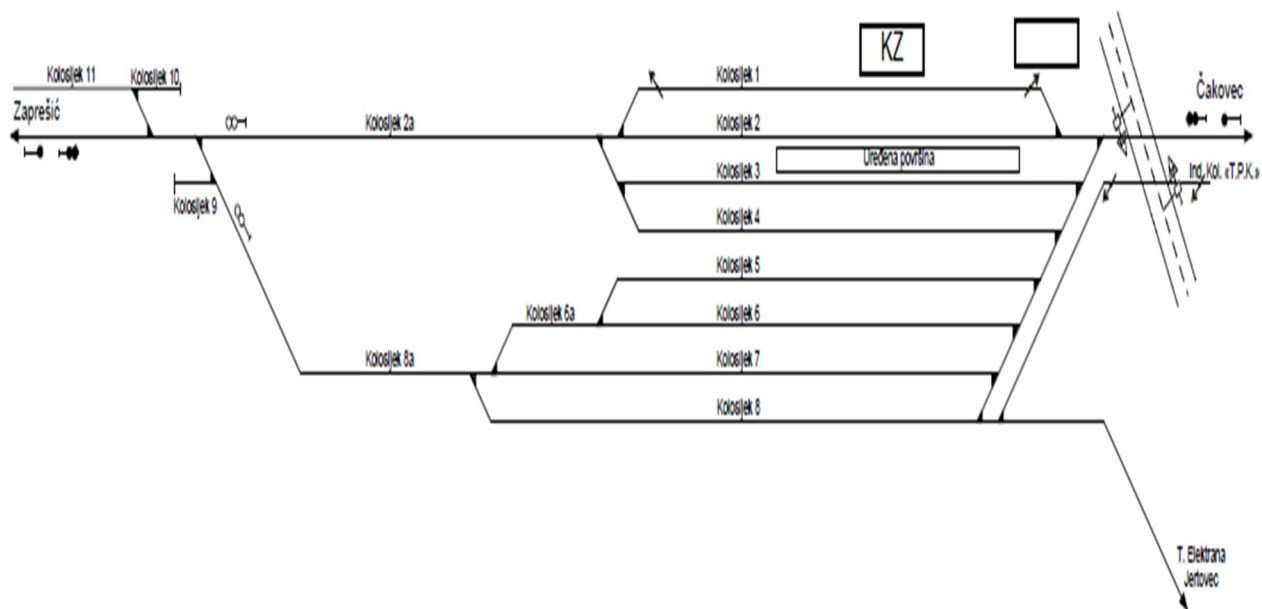 KZ
Kolosijek 11
Kolosijek 10
Kolosijek 1
Zaprešić
Čakovec
Kolosijek 2a
Kolosijek 2
Uređena površina
Kolosijek 3
Ind. Kol. «T.P.K.»
Kolosijek 9
Kolosijek 4
Kolosijek 5
Kolosijek 6a
Kolosijek 6
Kolosijek 8a
Kolosijek 7
Kolosijek 8
T. Elektrana
Jertovec